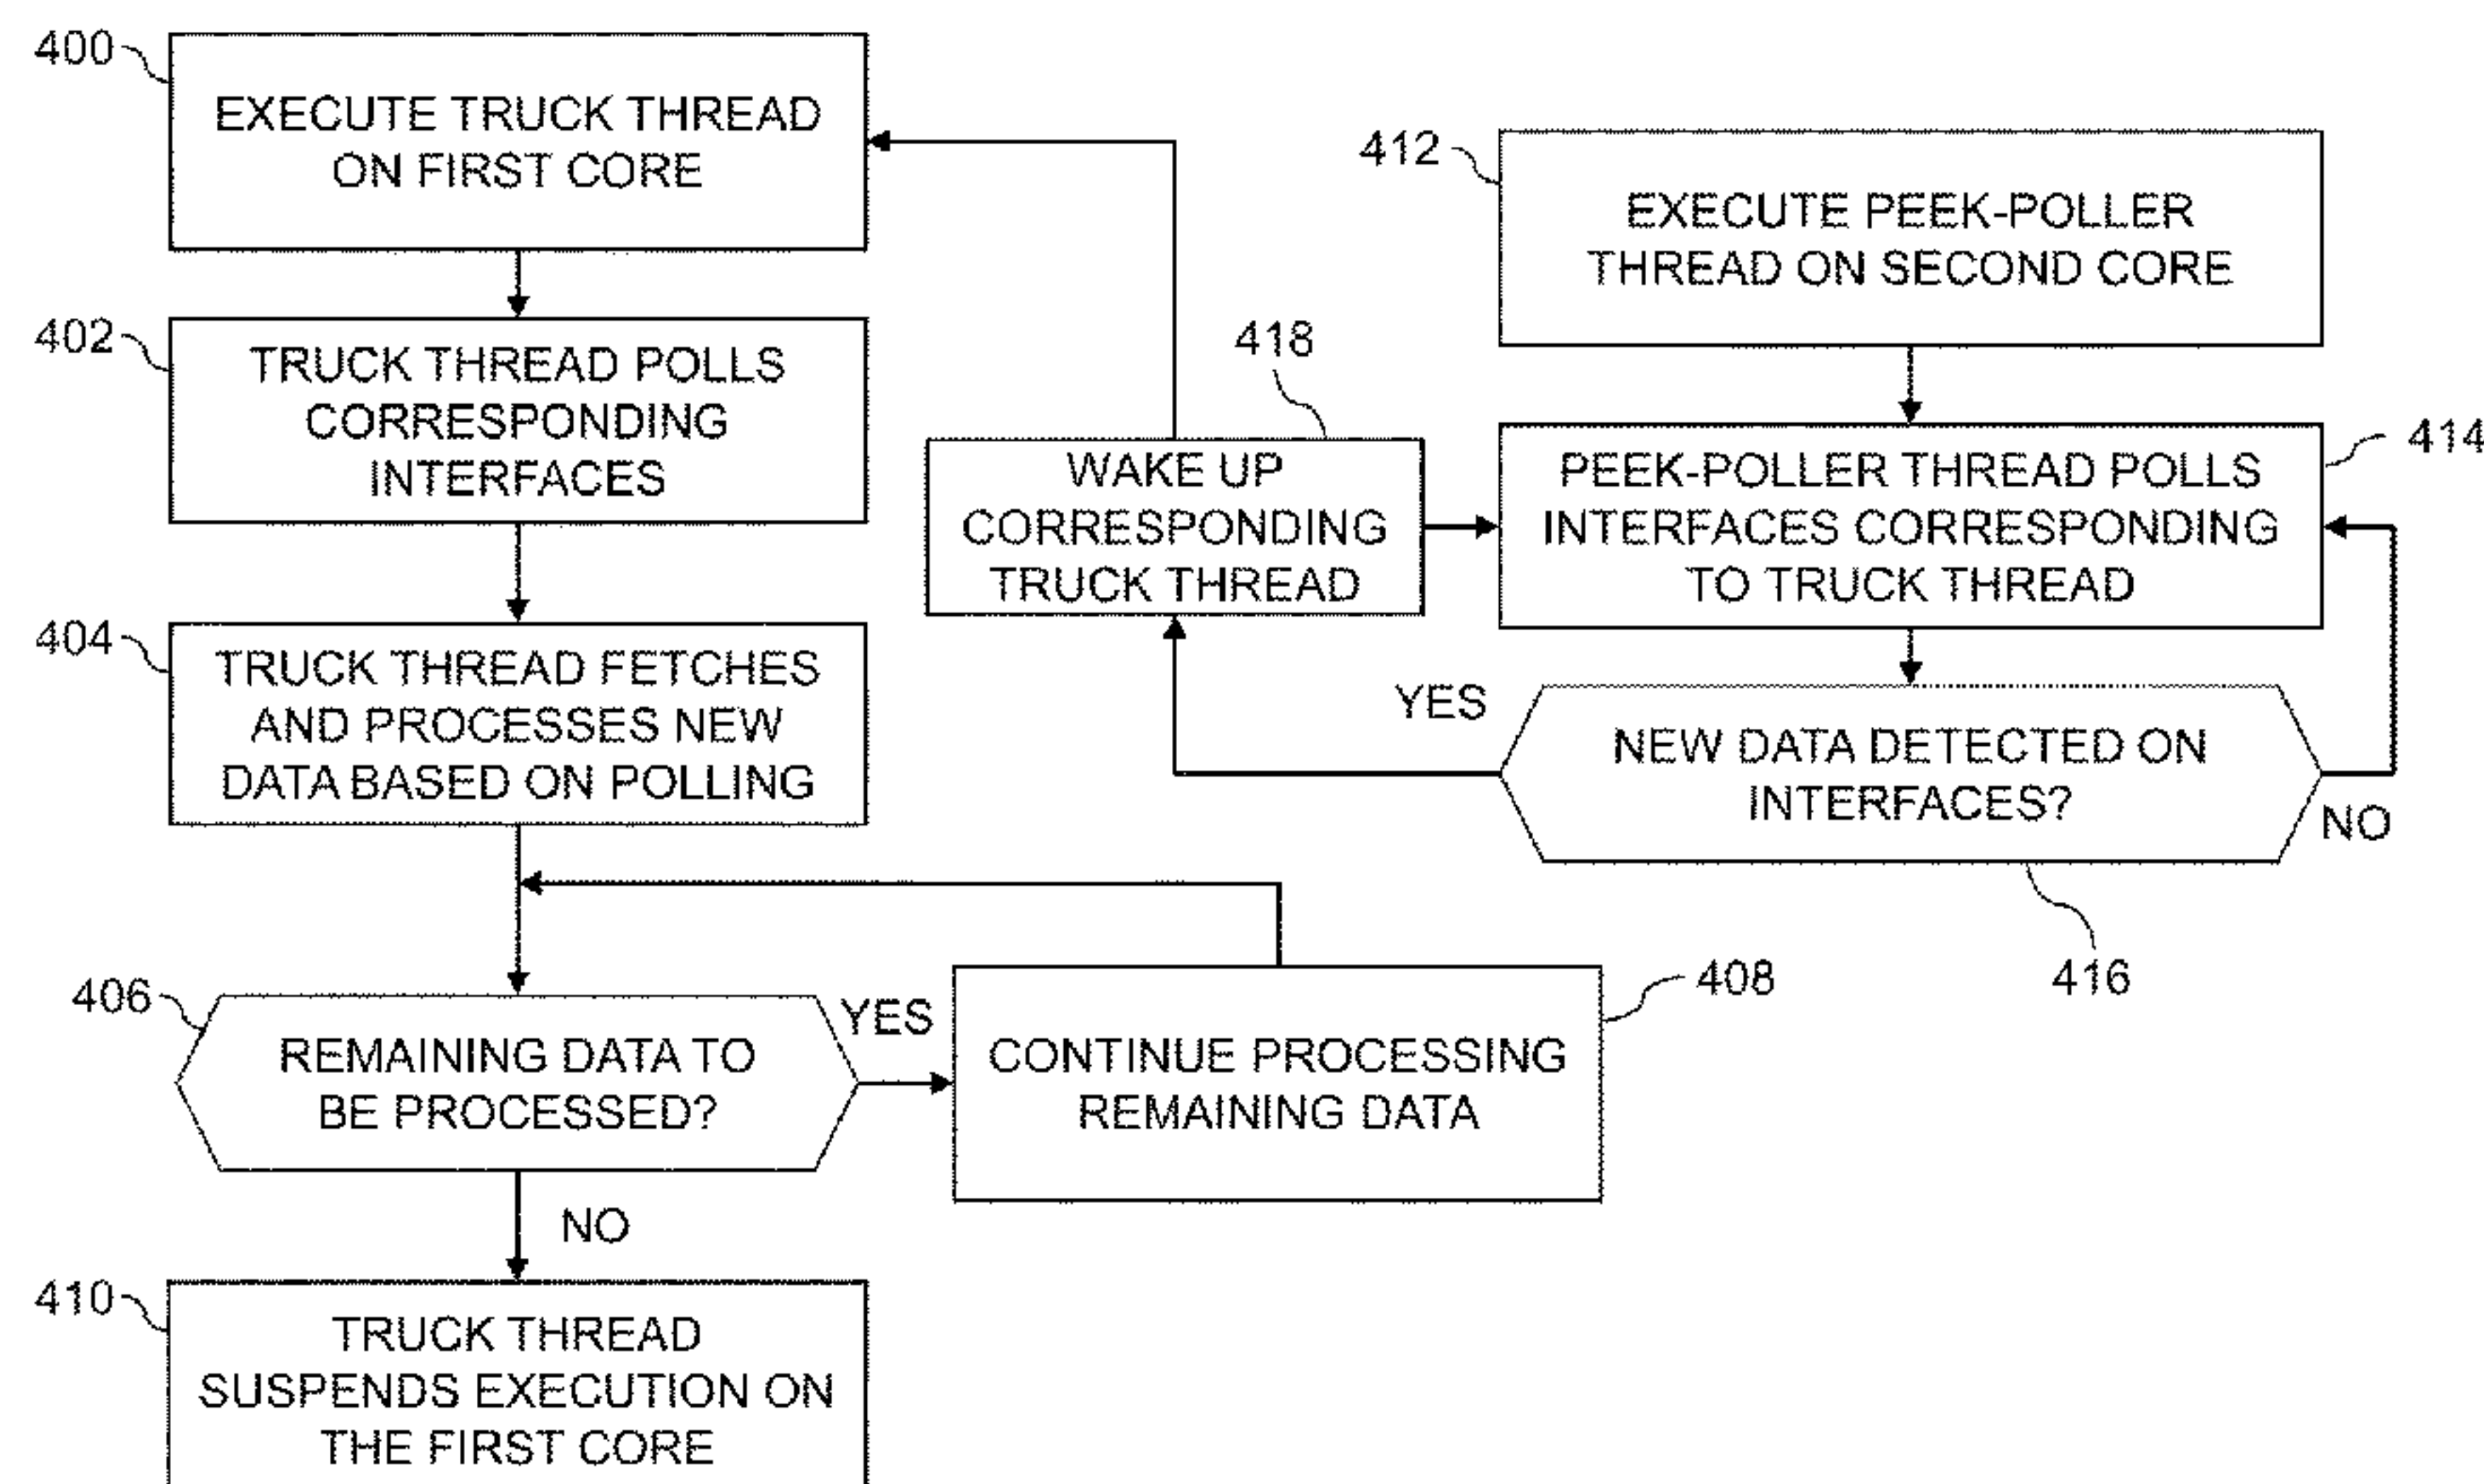 400
EXECUTE TRUCK THREAD
ON FIRST CORE
402
TRUCK THREAD POLLS
CORRESPONDING
INTERFACES
404
TRUCK THREAD FETCHES
AND PROCESSES NEW
DATA BASED ON POLLING
406
REMAINING DATA TO
BE PROCESSED?
YES
408
CONTINUE PROCESSING
REMAINING DATA
NO
410
TRUCK THREAD
SUSPENDS EXECUTION ON
THE FIRST CORE
412
EXECUTE PEEK-POLLER
THREAD ON SECOND CORE
414
PEEK-POLLER THREAD POLLS
INTERFACES CORRESPONDING
TO TRUCK THREAD
416
NEW DATA DETECTED ON
INTERFACES?
YES
NO
418
WAKE UP
CORRESPONDING
TRUCK THREAD